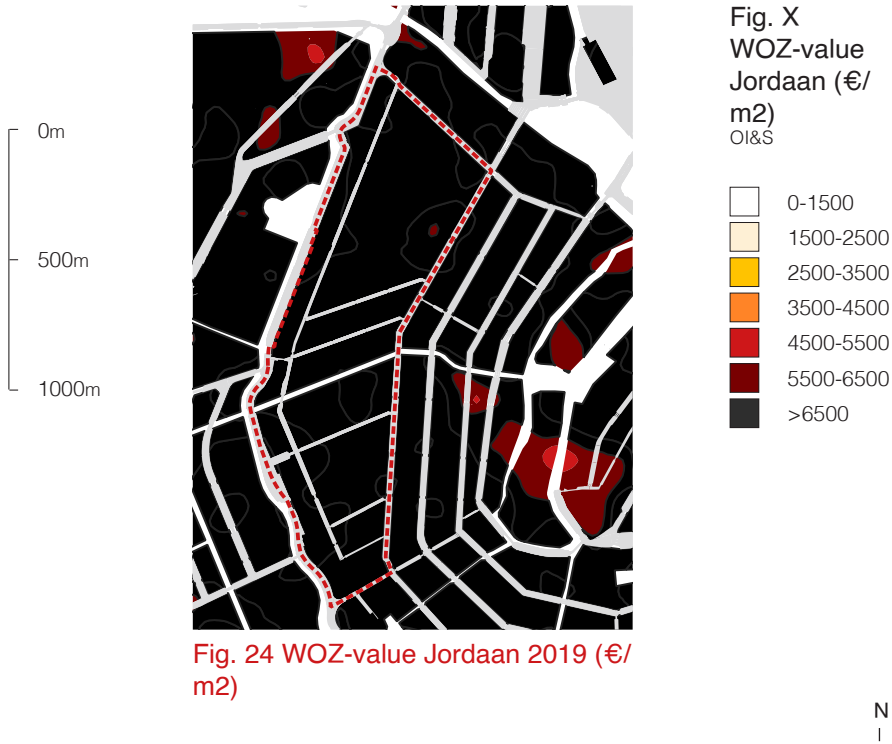 0m
500m
1000m
Fig. 24 WOZ-value Jordaan 2019 (€/
m2)
Fig. X
WOZ-value
Jordaan (€/
m2)
OI&S
0-1500
1500-2500
2500-3500
3500-4500
4500-5500
5500-6500
>6500
N